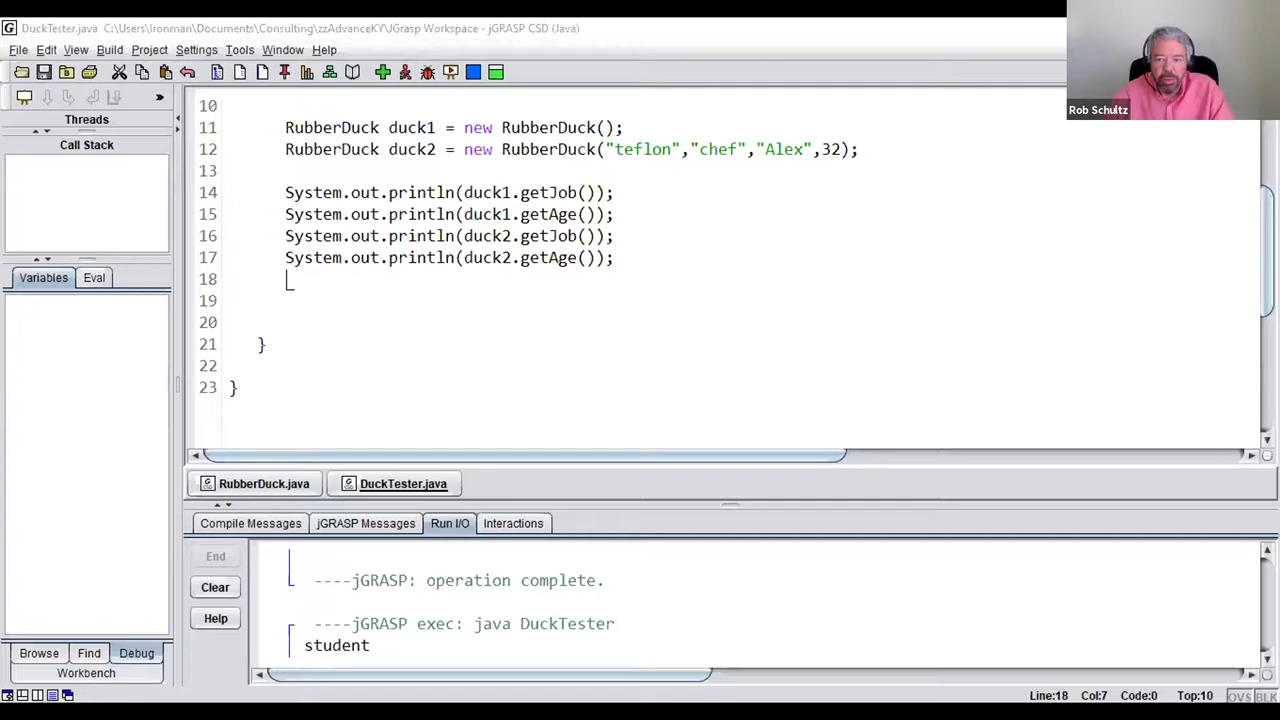 DuckTester.java C:\Users\Ironman\Documents\Consulting\zzAdvanceKY\JGrasp Workspace - jGRASP CSD (Java)
File Edit View Build Project Settings Tools Window Help
Rob Schultz
Threads
Call Stack
Variables Eval
10
11 RubberDuck duck1 = new RubberDuck();
12 RubberDuck duck2 = new RubberDuck("teflon","chef","Alex",32);
13
14 System.out.println(duck1.getJob());
15 System.out.println(duck1.getAge());
16 System.out.println(duck2.getJob());
17 System.out.println(duck2.getAge());
18
19
20
21 }
22
23 }
RubberDuck.java DuckTester.java
Compile Messages jGRASP Messages Run I/O Interactions
End
Clear
Help
----jGRASP: operation complete.
----jGRASP exec: java DuckTester
student
Browse Find Debug
Workbench
Line:18 Col:7 Code:0 Top:10 OVS BLK